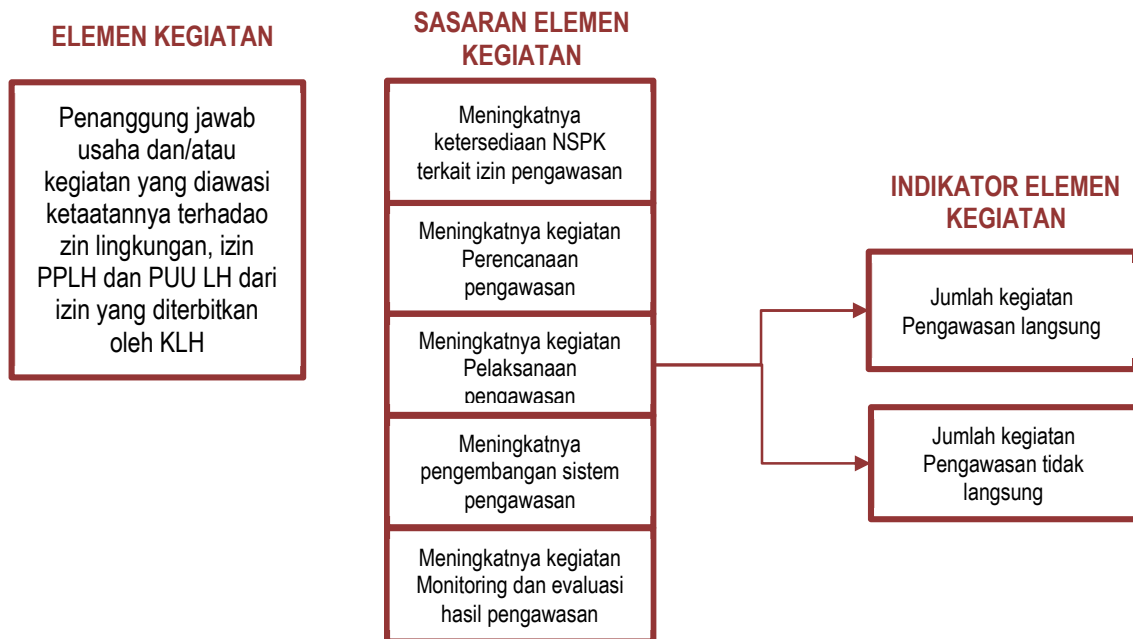 ELEMEN KEGIATAN
Penanggung jawab
usaha dan/atau
kegiatan yang diawasi
ketaatannya terhadao
zin lingkungan, izin
PPLH dan PUU LH dari
izin yang diterbitkan
oleh KLH
SASARAN ELEMEN
KEGIATAN
Meningkatnya
ketersediaan NSPK
terkait izin pengawasan
Meningkatnya kegiatan
Perencanaan
pengawasan
Meningkatnya kegiatan
Pelaksanaan
pengawasan
Meningkatnya
pengembangan sistem
pengawasan
Meningkatnya kegiatan
Monitoring dan evaluasi
hasil pengawasan
INDIKATOR ELEMEN
KEGIATAN
Jumlah kegiatan
Pengawasan langsung
Jumlah kegiatan
Pengawasan tidak
langsung